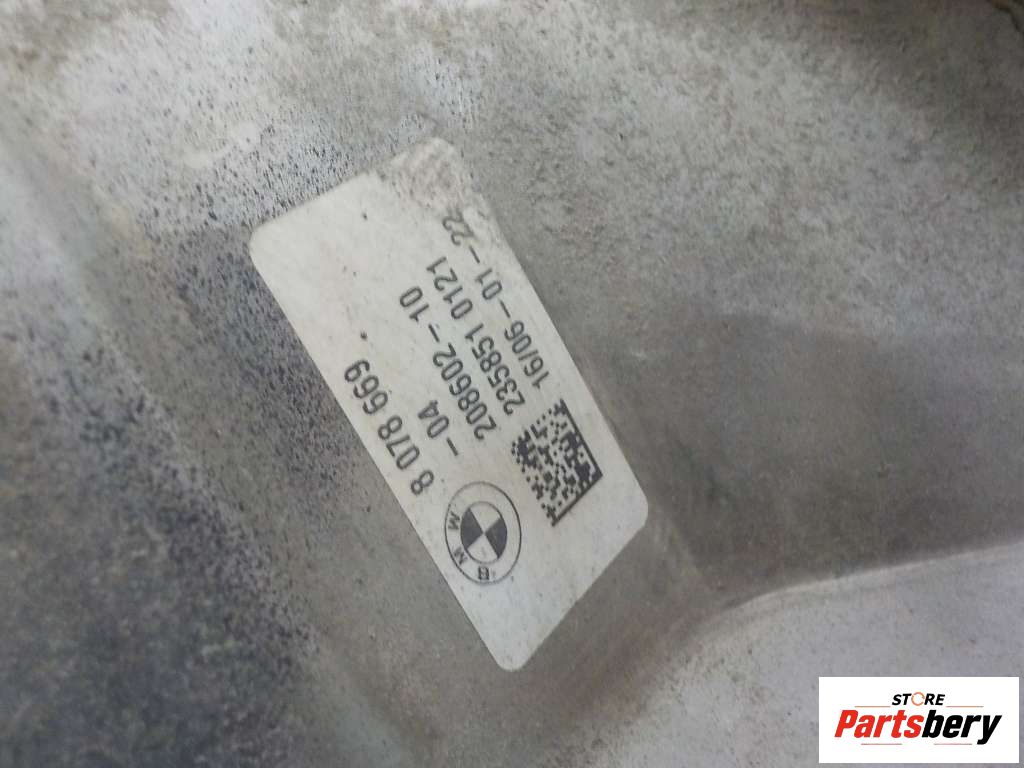 8 078 669
-04
208602-10
235851 0121
16/06-01-22
BMW
STORE
Partsbery